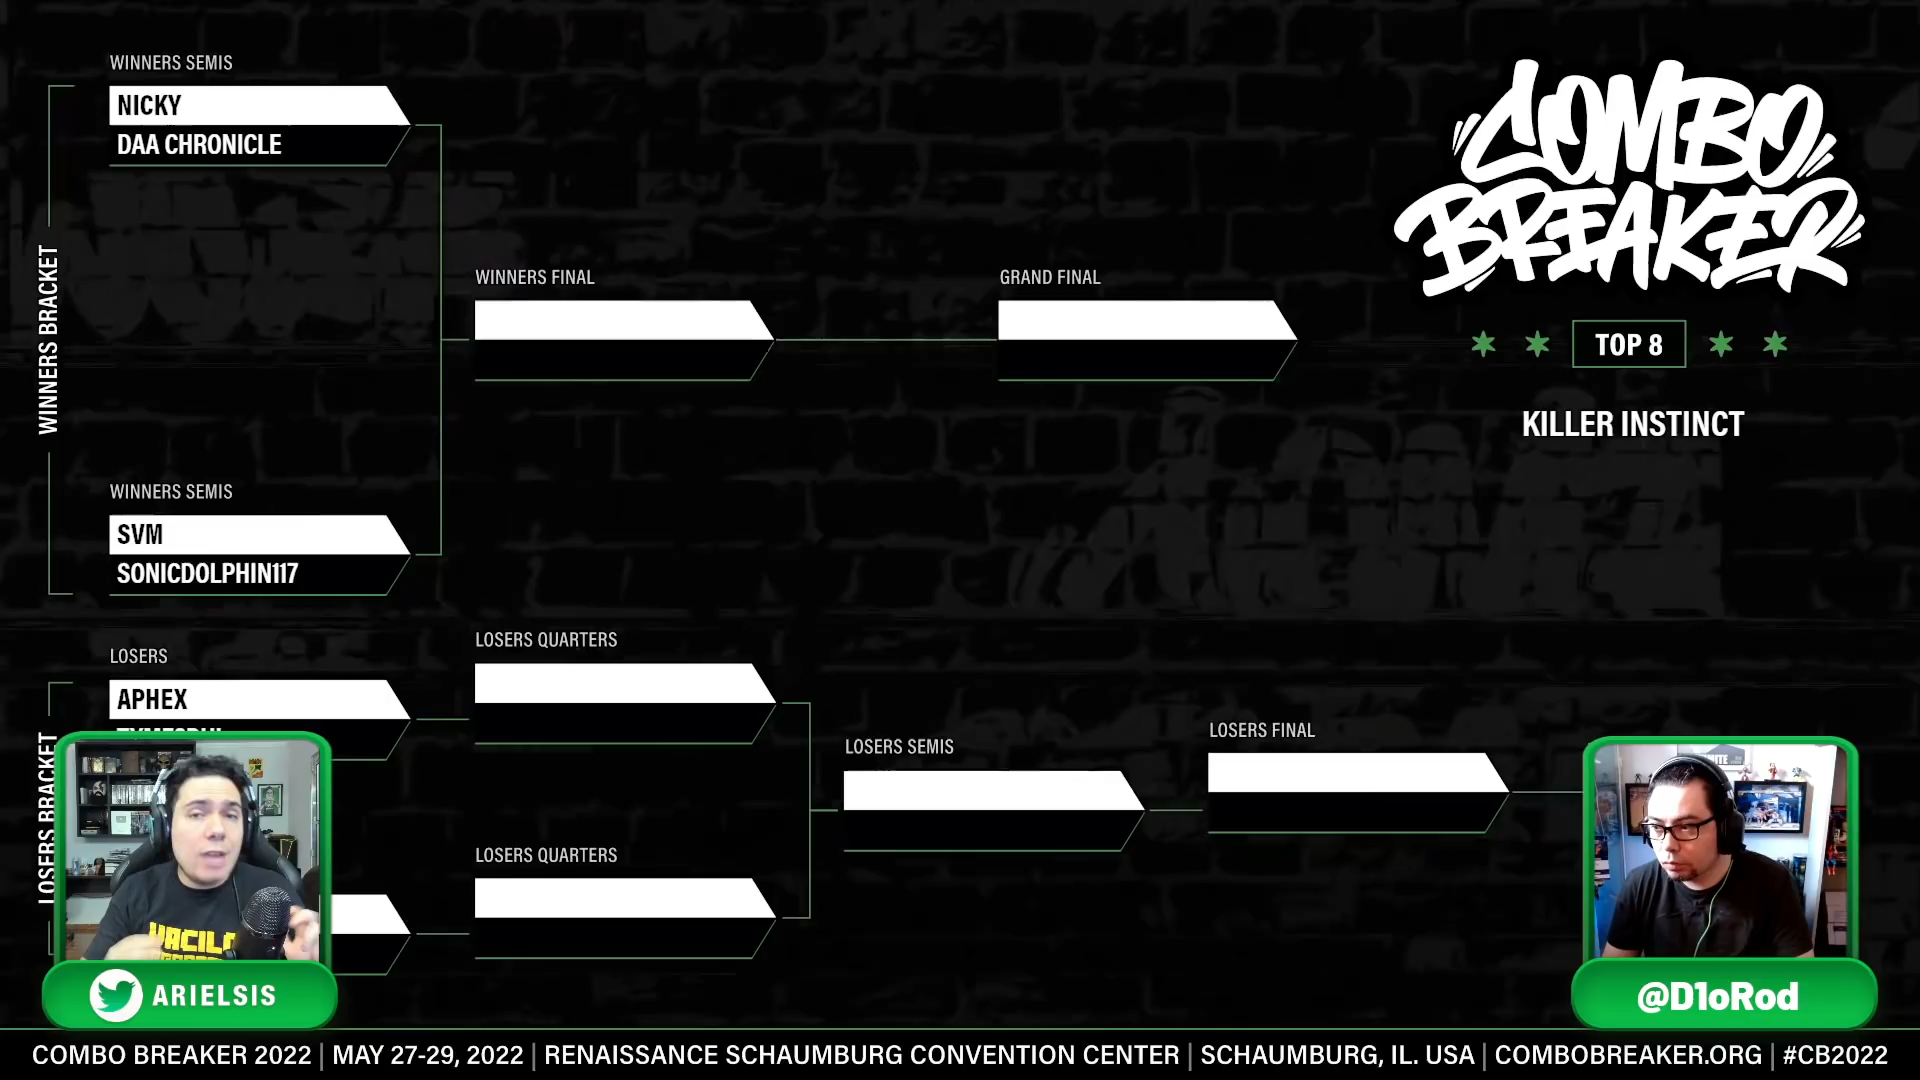 WINNERS SEMIS
NICKY
DAA CHRONICLE
COMBO
BREAKER
WINNERS BRACKET
WINNERS FINAL
GRAND FINAL
TOP 8
KILLER INSTINCT
WINNERS SEMIS
SVM
SONICDOLPHIN117
LOSERS
APHEX
LOSERS BRACKET
LOSERS QUARTERS
LOSERS SEMIS
LOSERS FINAL
LOSERS QUARTERS
ARIELSIS
@D1oRod
COMBO BREAKER 2022 | MAY 27-29, 2022 | RENAISSANCE SCHAUMBURG CONVENTION CENTER | SCHAUMBURG, IL. USA | COMBOBREAKER.ORG | #CB2022